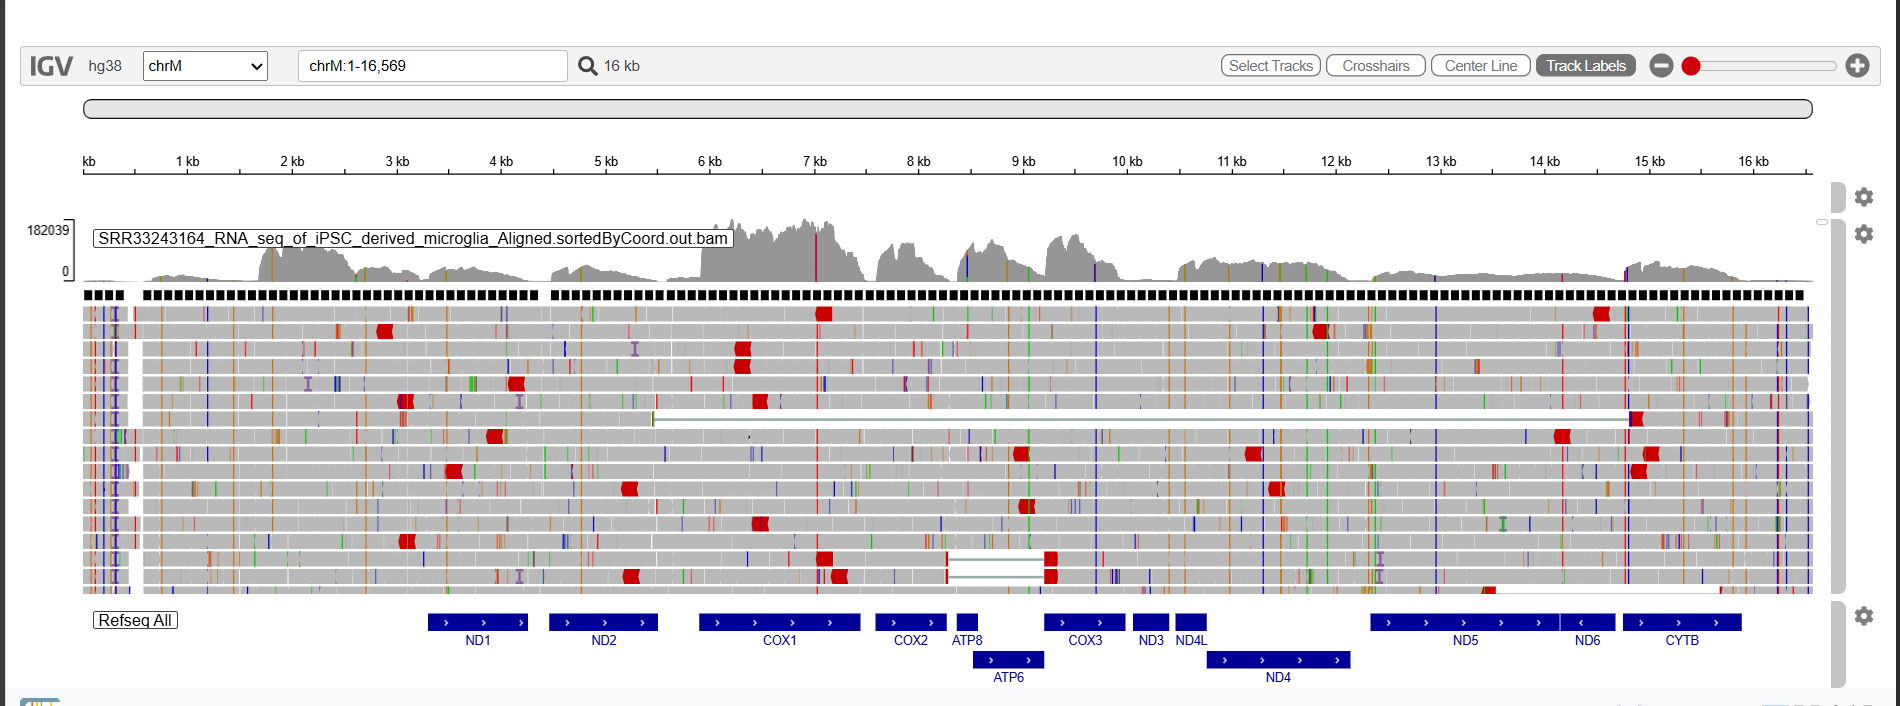 IGV hg38 chrM chrM:1-16,569 16 kb Select Tracks Crosshairs Center Line Track Labels
kb 1 kb 2 kb 3 kb 4 kb 5 kb 6 kb 7 kb 8 kb 9 kb 10 kb 11 kb 12 kb 13 kb 14 kb 15 kb 16 kb
182039
SRR33243164_RNA_seq_of_iPSC_derived_microglia_Aligned.sortedByCoord.out.bam
0
Refseq All
ND1 ND2 COX1 COX2 ATP8 COX3 ND3 ND4L ND5 ND6 CYTB
ATP6 ND4